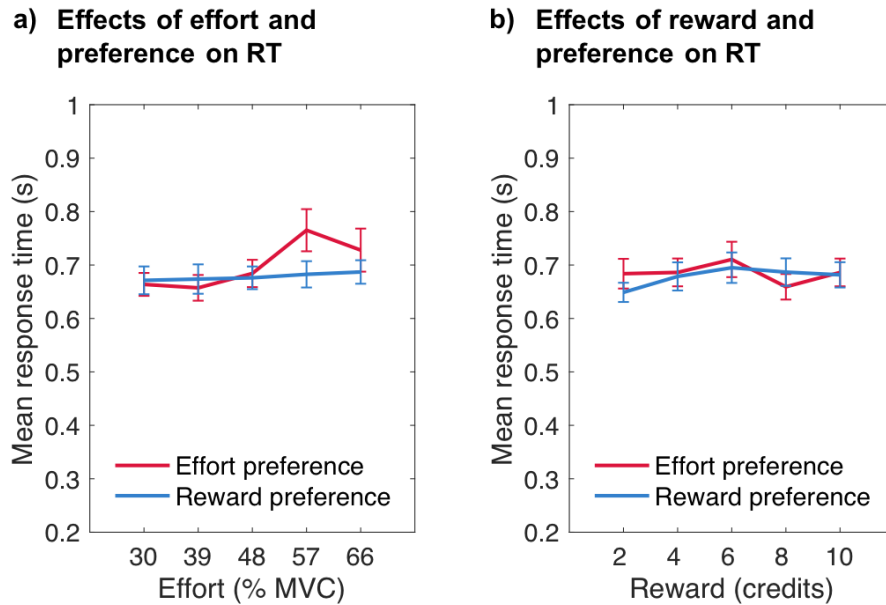 a) Effects of effort and
preference on RT
1
0.9
0.8
0.7
0.6
0.5
0.4
0.3
0.2
Mean response time (s)
Effort preference
Reward preference
30 39 48 57 66
Effort (% MVC)
b) Effects of reward and
preference on RT
1
0.9
0.8
0.7
0.6
0.5
0.4
0.3
0.2
Mean response time (s)
Effort preference
Reward preference
2 4 6 8 10
Reward (credits)